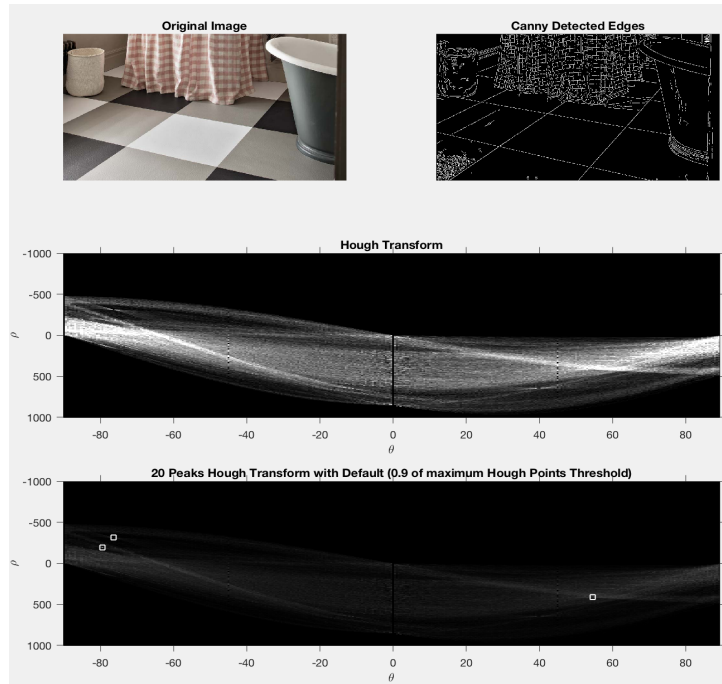 Original Image
Canny Detected Edges
Hough Transform
-1000
-500
0
500
1000
ρ
-80 -60 -40 -20 0 20 40 60 80
θ
20 Peaks Hough Transform with Default (0.9 of maximum Hough Points Threshold)
-1000
-500
0
500
1000
ρ
-80 -60 -40 -20 0 20 40 60 80
θ